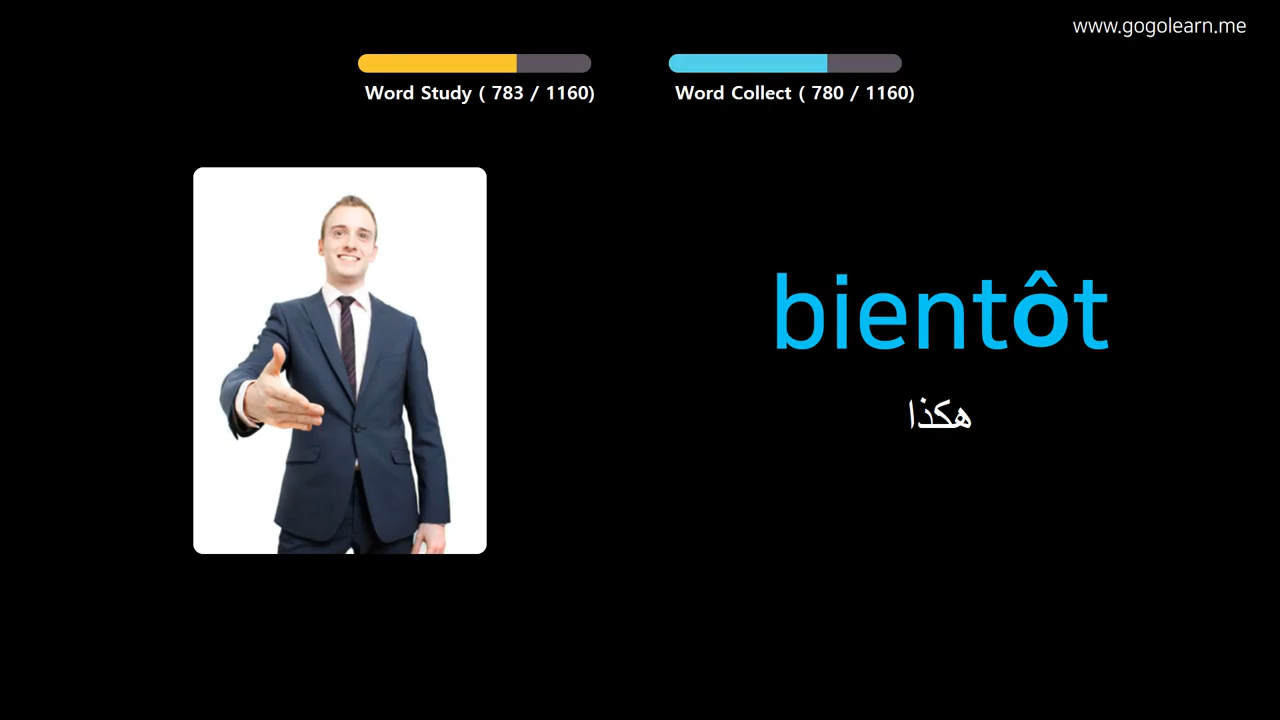 www.gogolearn.me
Word Study ( 783 / 1160)
Word Collect ( 780 / 1160)
bientôt
هكذا